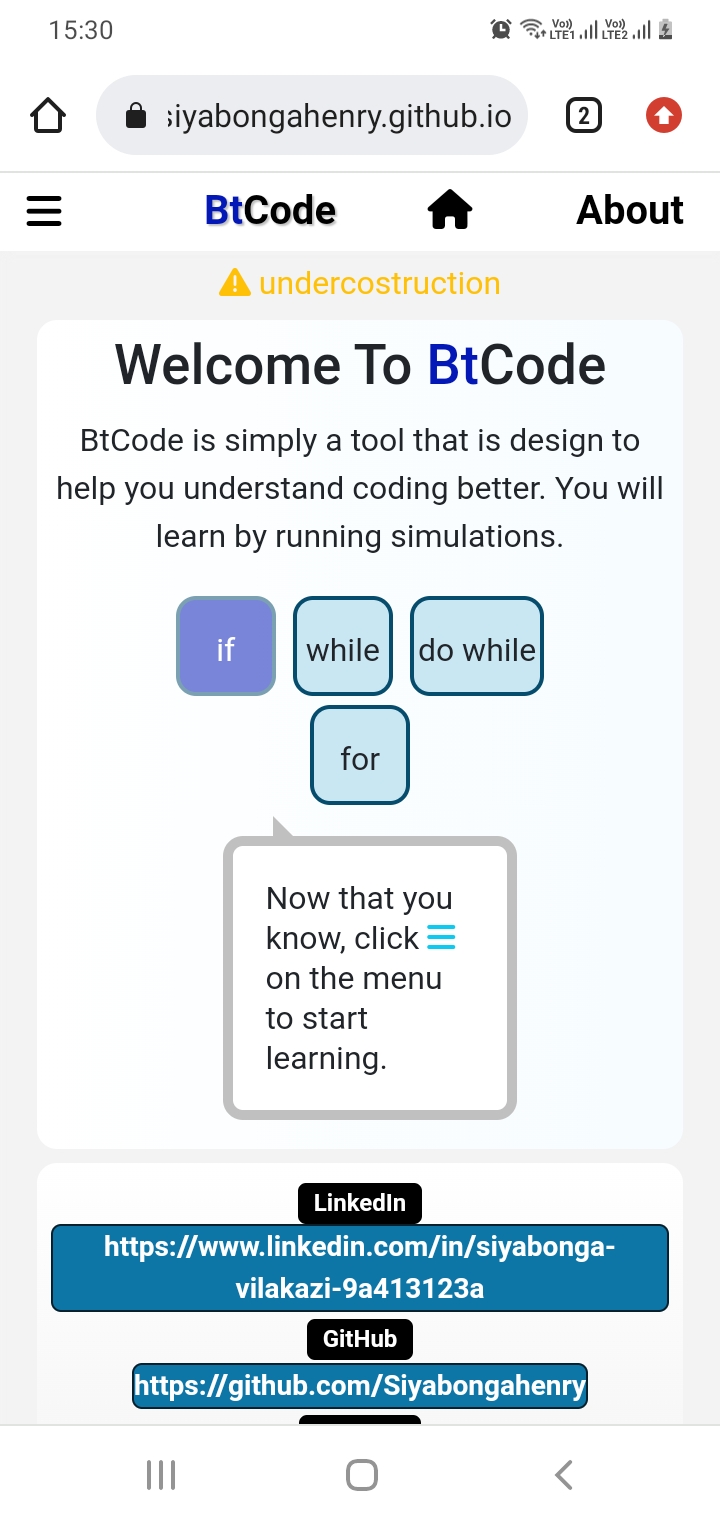 15:30
Vo))
LTE1
Vo))
LTE2
siyabongahenry.github.io
2
BtCode
About
undercostruction
Welcome To BtCode
BtCode is simply a tool that is design to
help you understand coding better. You will
learn by running simulations.
if
while
do while
for
Now that you
know, click
on the menu
to start
learning.
LinkedIn
https://www.linkedin.com/in/siyabonga-
vilakazi-9a413123a
GitHub
https://github.com/Siyabongahenry